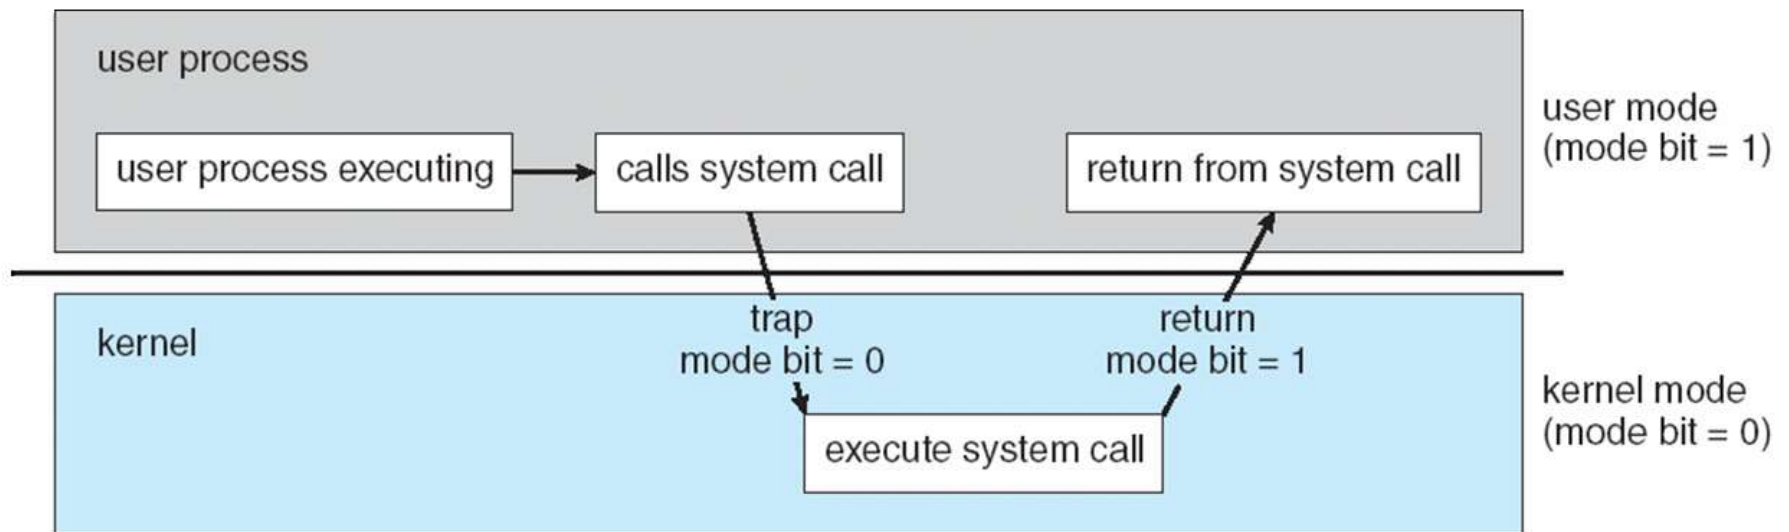 user process
user process executing
calls system call
return from system call
user mode
(mode bit = 1)
kernel
trap
mode bit = 0
return
mode bit = 1
execute system call
kernel mode
(mode bit = 0)